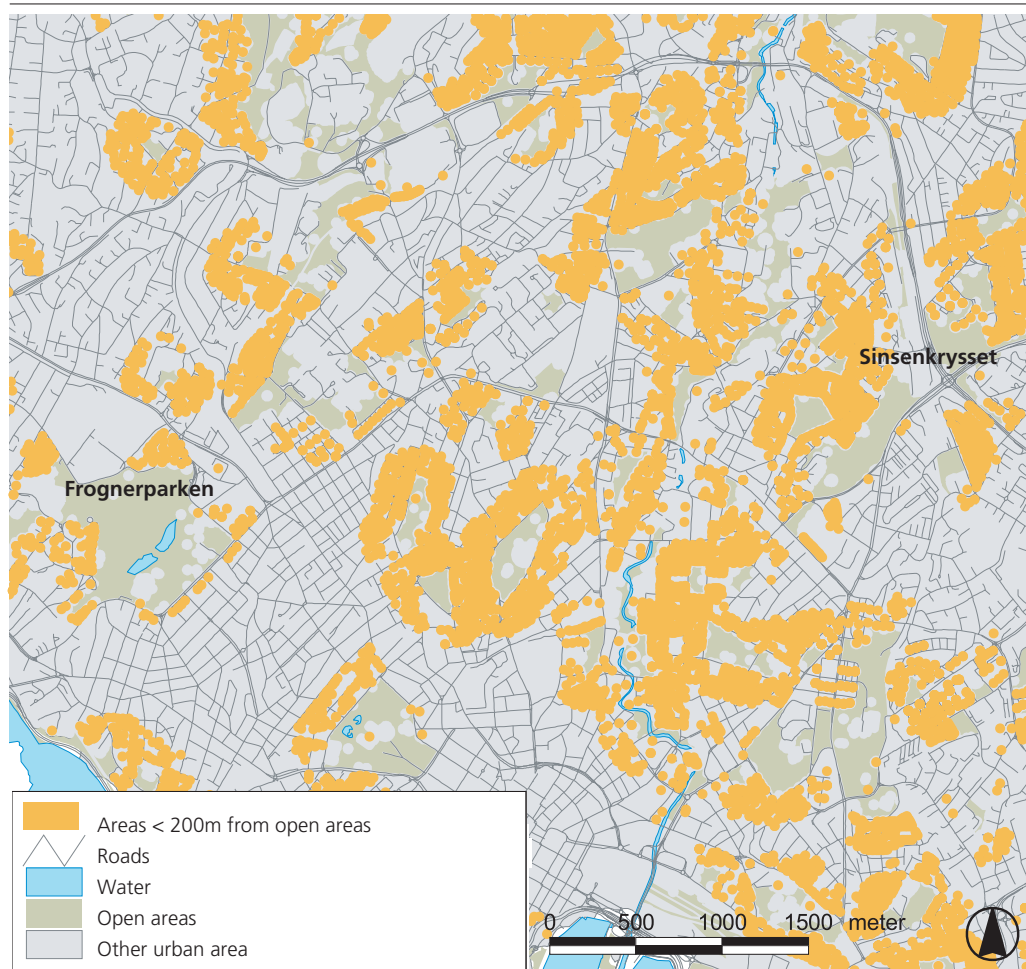 Sinsenkrysset
Frognerparken
Areas < 200m from open areas
Roads
Water
Open areas
Other urban area
0 500 1000 1500 meter